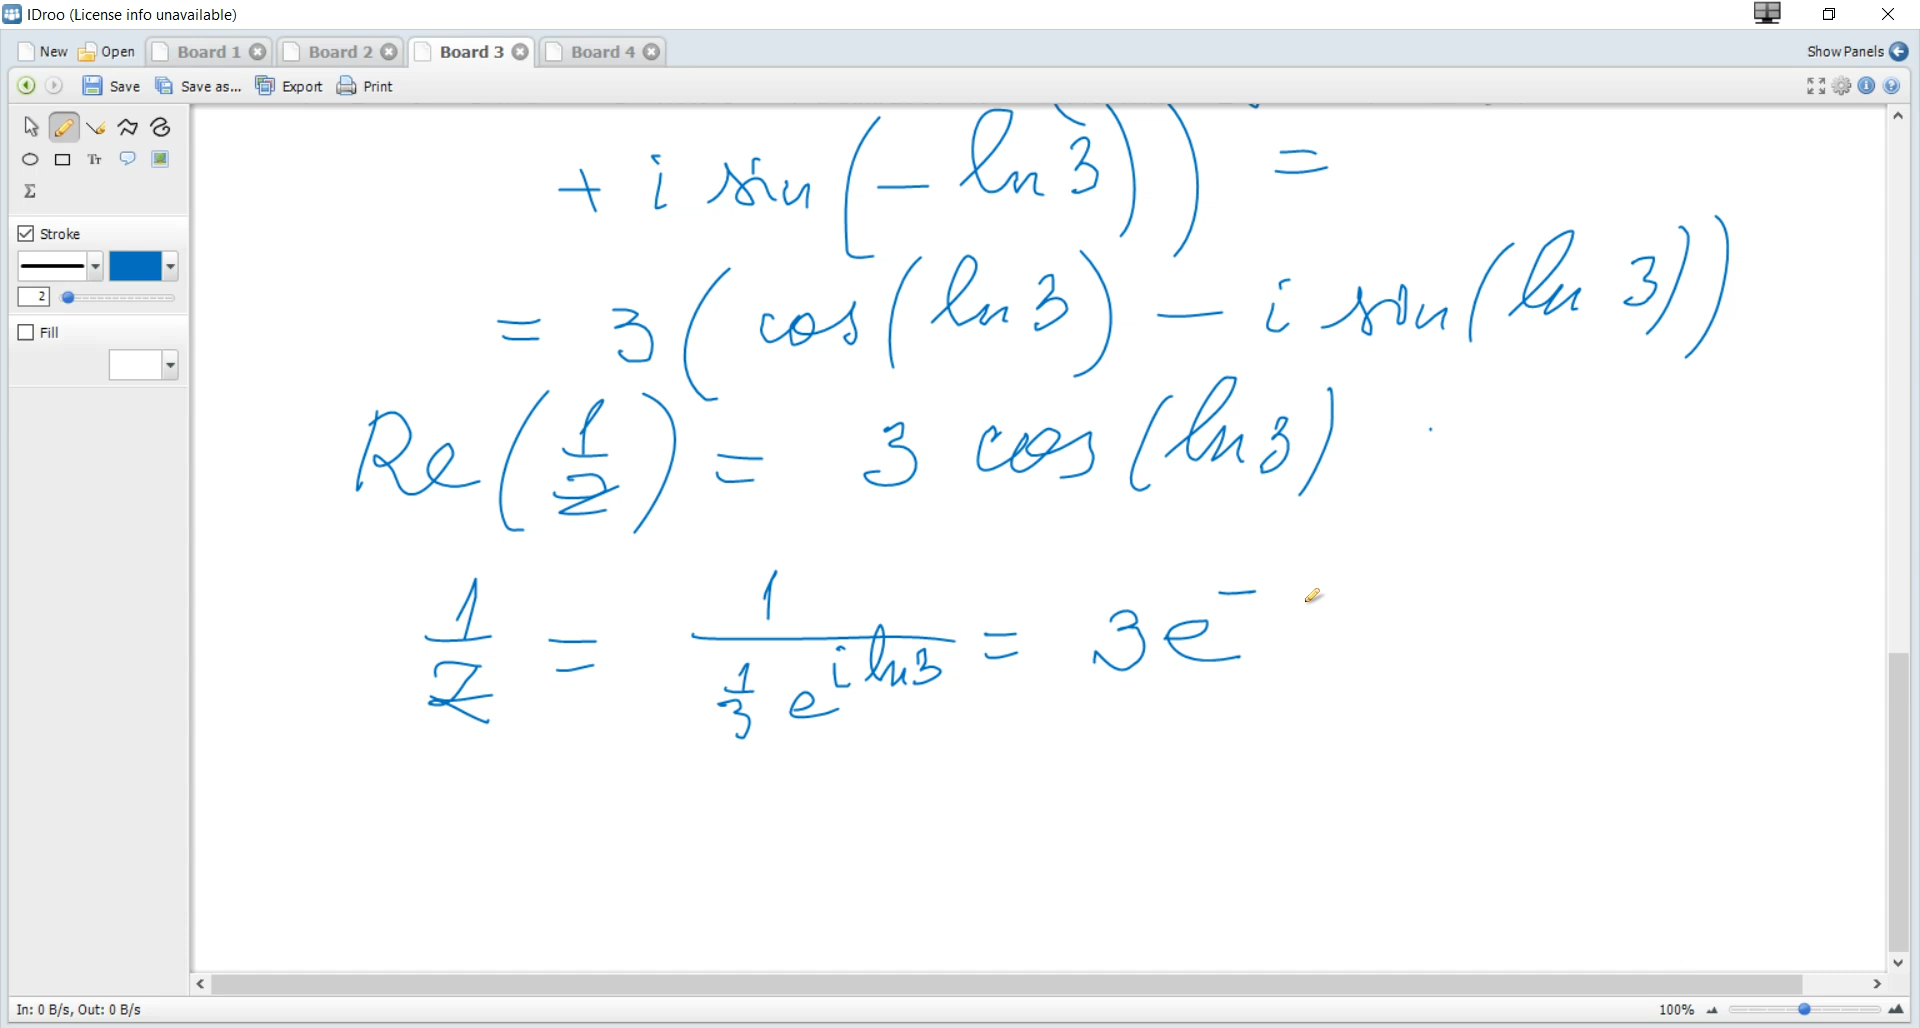 IDroo (License info unavailable)
New Open Board 1 Board 2 Board 3 Board 4 Show Panels
Save Save as... Export Print
Tт
Σ
Stroke
2
Fill
+ i sin(- ln 3)) =
= 3(cos(ln 3) - i sin(ln 3))
Re(1/z) = 3 cos(ln 3)
1/z = 1/(1/3 e^(i ln 3)) = 3e^-
In: 0 B/s, Out: 0 B/s 100%